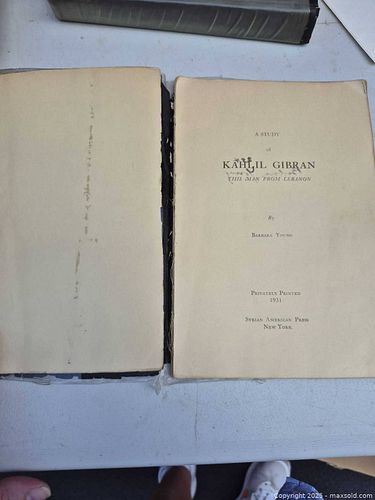 A STUDY
of
KAHLIL GIBRAN
THIS MAN FROM LEBANON
By
BARBARA YOUNG
PRIVATELY PRINTED
1931
SYRIAN AMERICAN PRESS
NEW YORK
Copyright © 2025 - maxsold.com